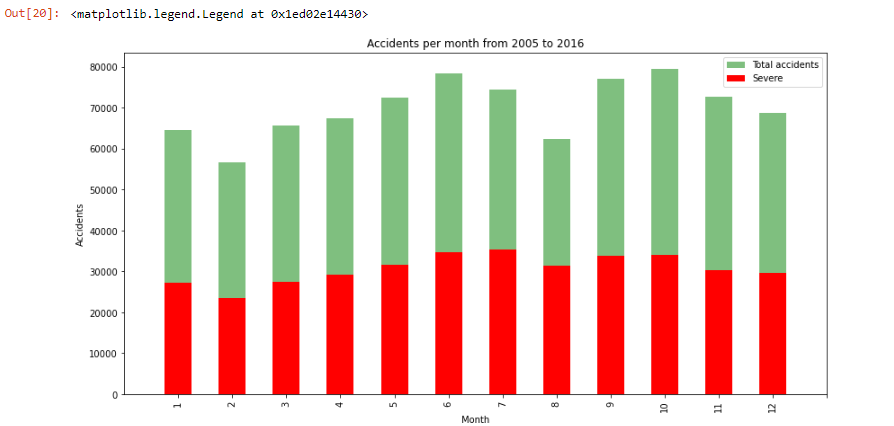 Out[20]: <matplotlib.legend.Legend at 0x1ed02e14430>
Accidents per month from 2005 to 2016
Total accidents
Severe
80000
70000
60000
50000
40000
30000
20000
10000
0
Accidents
1 2 3 4 5 6 7 8 9 10 11 12
Month